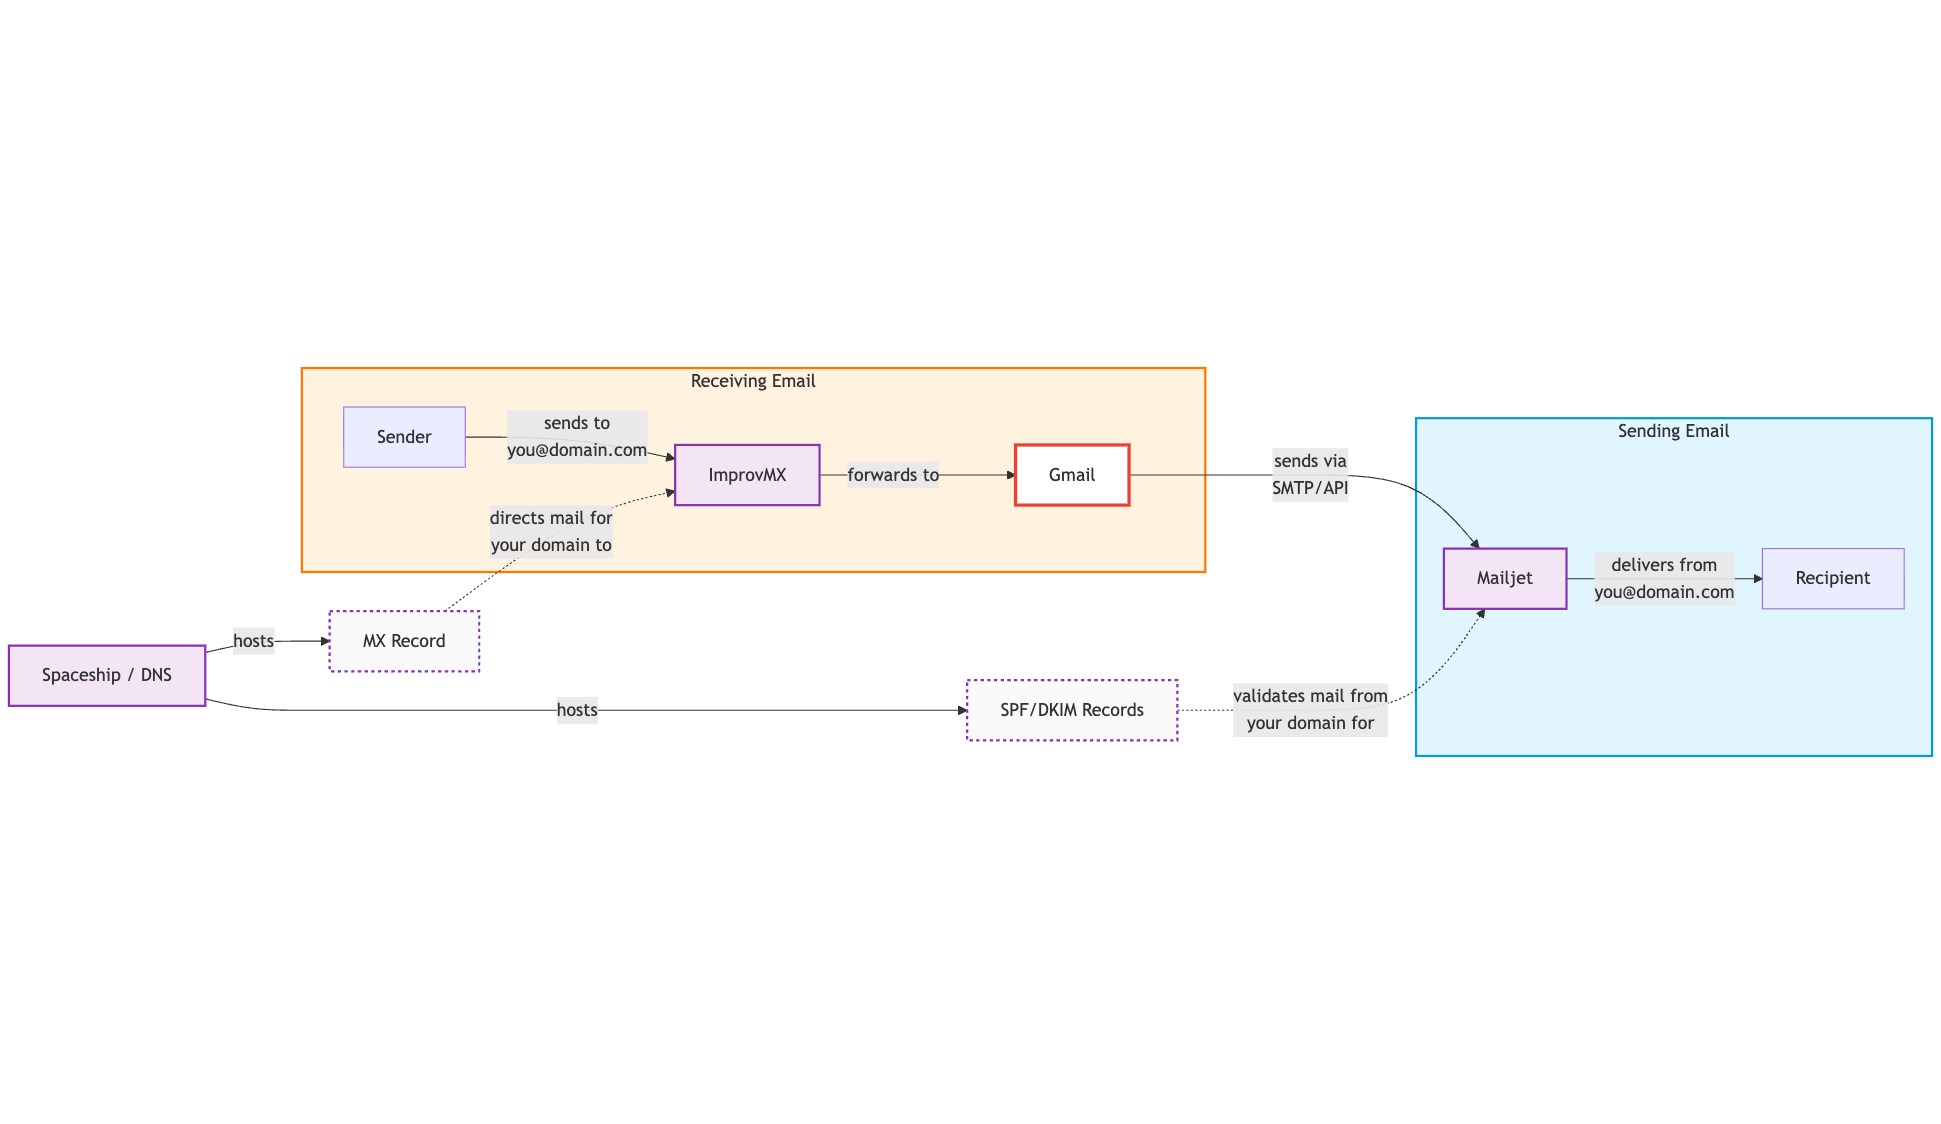 Receiving Email
Sender
sends to
you@domain.com
ImprovMX
forwards to
Gmail
directs mail for
your domain to
sends via
SMTP/API
Sending Email
Mailjet
delivers from
you@domain.com
Recipient
Spaceship / DNS
hosts
MX Record
hosts
SPF/DKIM Records
validates mail from
your domain for